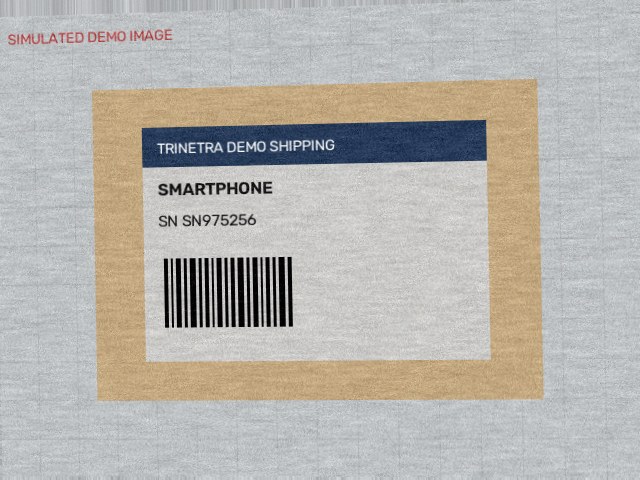 SIMULATED DEMO IMAGE
TRINETRA DEMO SHIPPING
SMARTPHONE
SN SN975256